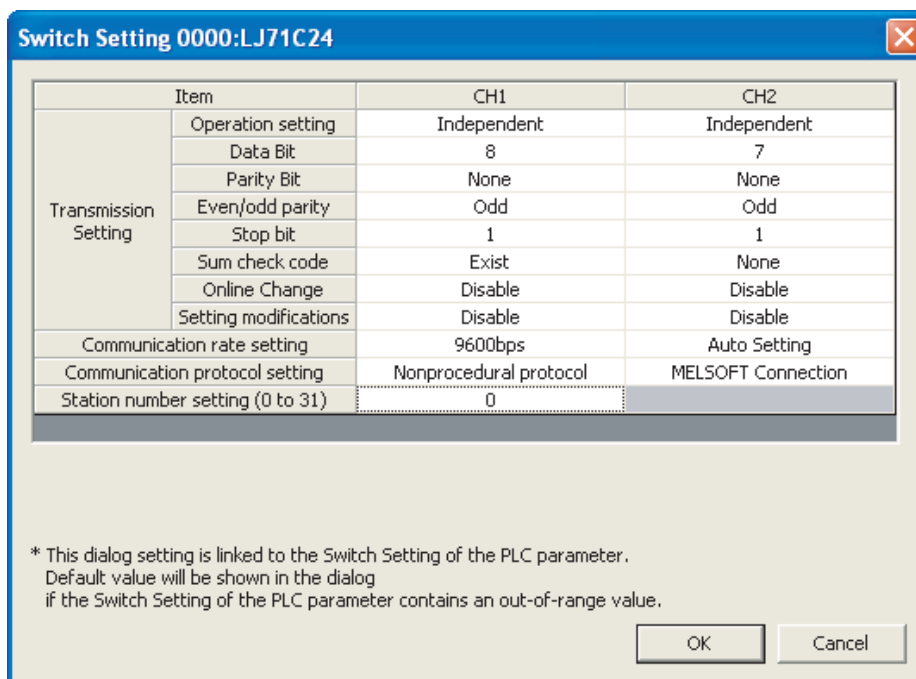 Switch Setting 0000:LJ71C24
Item CH1 CH2
Transmission Setting
Operation setting Independent Independent
Data Bit 8 7
Parity Bit None None
Even/odd parity Odd Odd
Stop bit 1 1
Sum check code Exist None
Online Change Disable Disable
Setting modifications Disable Disable
Communication rate setting 9600bps Auto Setting
Communication protocol setting Nonprocedural protocol MELSOFT Connection
Station number setting (0 to 31) 0
* This dialog setting is linked to the Switch Setting of the PLC parameter.
Default value will be shown in the dialog
if the Switch Setting of the PLC parameter contains an out-of-range value.
OK Cancel